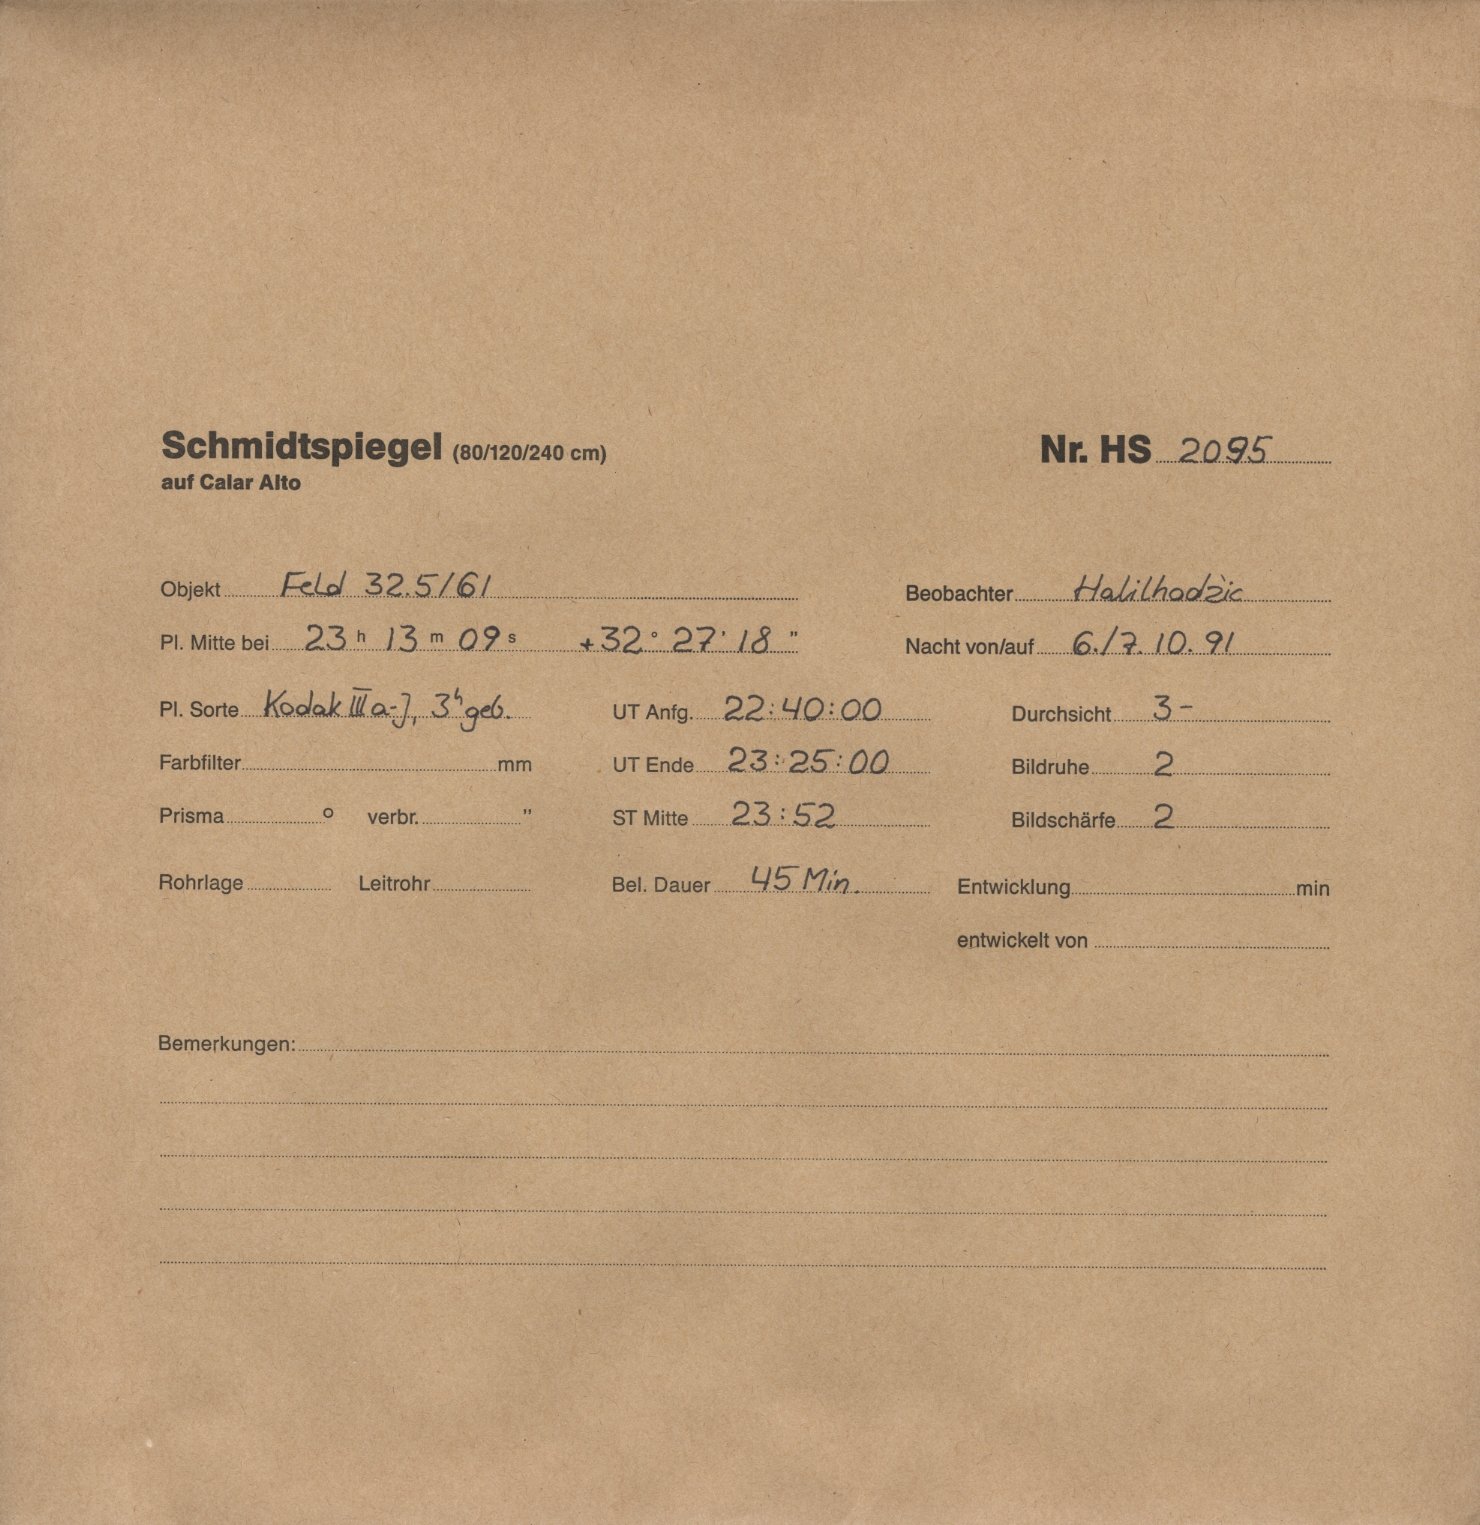 Schmidtspiegel (80/120/240 cm) Nr. HS 2095
auf Calar Alto
Objekt Feld 32.5/61 Beobachter Halilhodžic
Pl. Mitte bei 23 h 13 m 09 s +32° 27' 18" Nacht von/auf 6./7. 10. 91
Pl. Sorte Kodak III a-J, 3h geb. UT Anfg. 22:40:00 Durchsicht 3-
Farbfilter mm UT Ende 23:25:00 Bildruhe 2
Prisma ° verbr. " ST Mitte 23:52 Bildschärfe 2
Rohrlage Leitrohr Bel. Dauer 45 Min. Entwicklung min
entwickelt von
Bemerkungen: